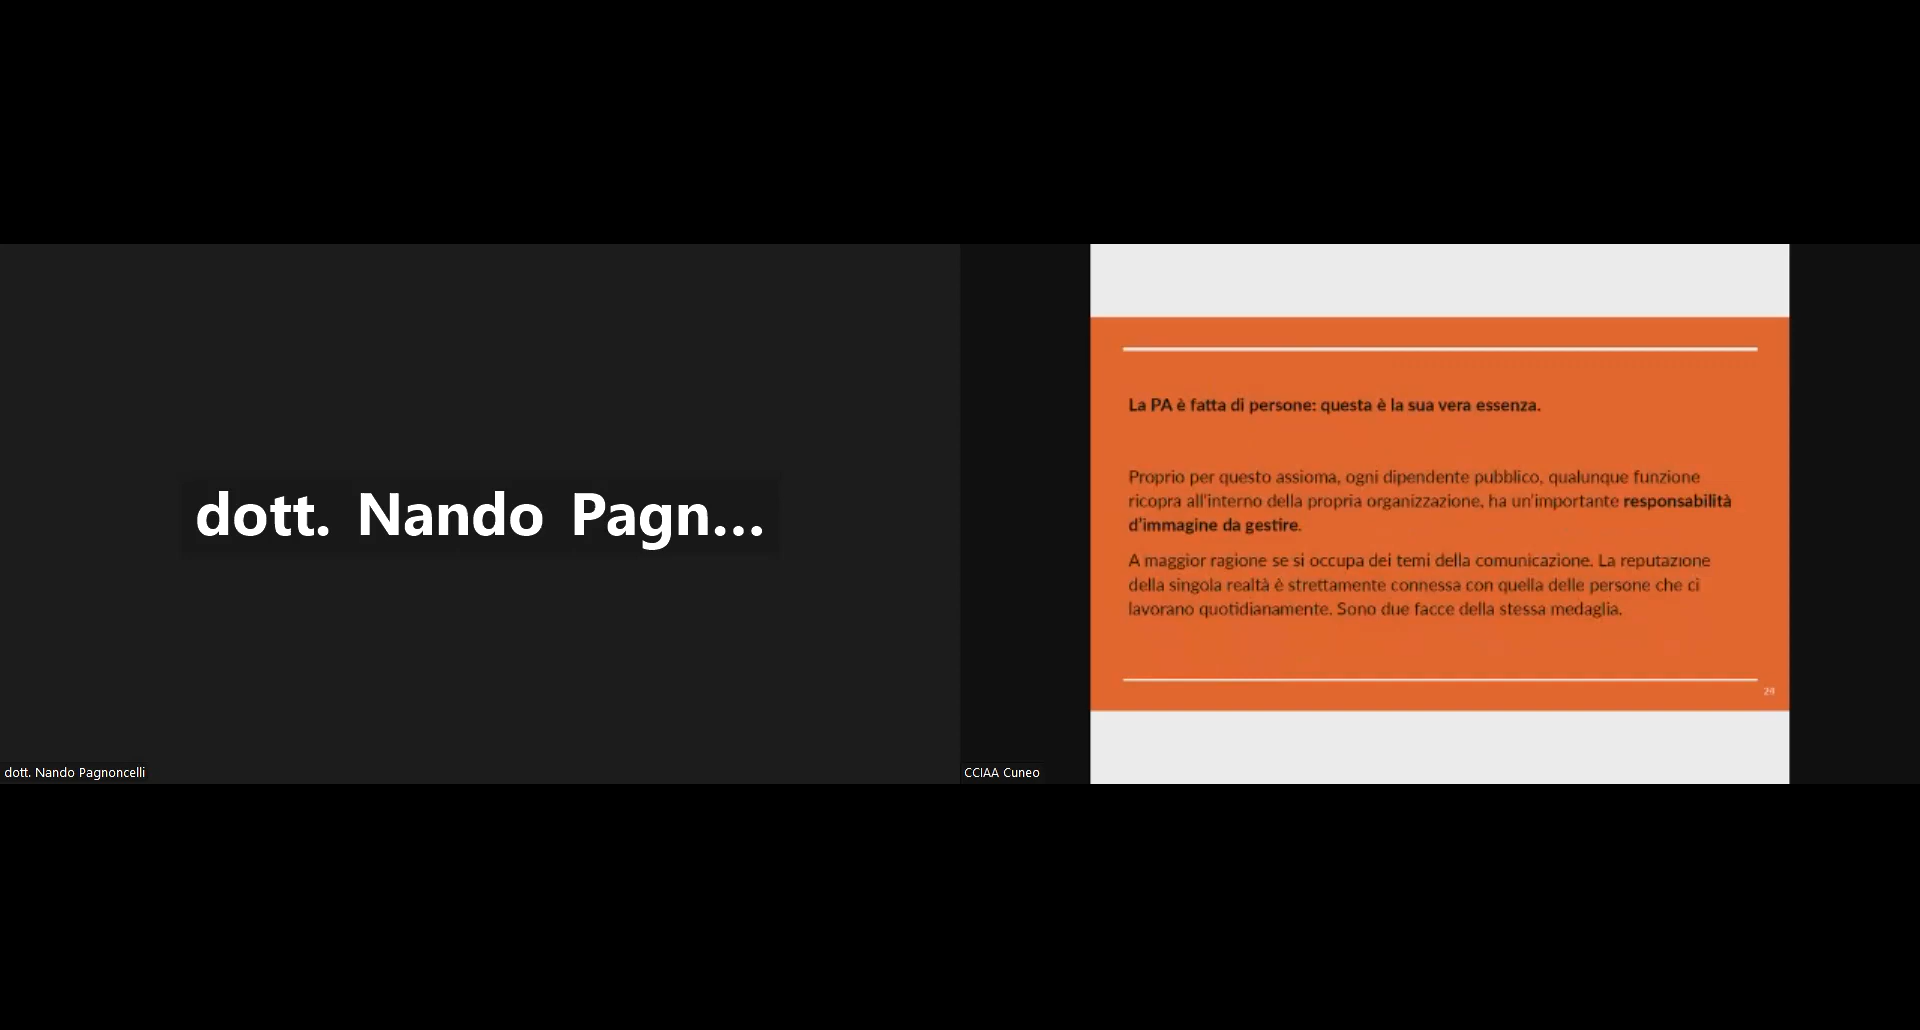 dott. Nando Pagn...
dott. Nando Pagnoncelli
La PA è fatta di persone: questa è la sua vera essenza.
Proprio per questo assioma, ogni dipendente pubblico, qualunque funzione
ricopra all'interno della propria organizzazione, ha un'importante responsabilità
d'immagine da gestire.
A maggior ragione se si occupa dei temi della comunicazione. La reputazione
della singola realtà è strettamente connessa con quella delle persone che ci
lavorano quotidianamente. Sono due facce della stessa medaglia.
24
CCIAA Cuneo